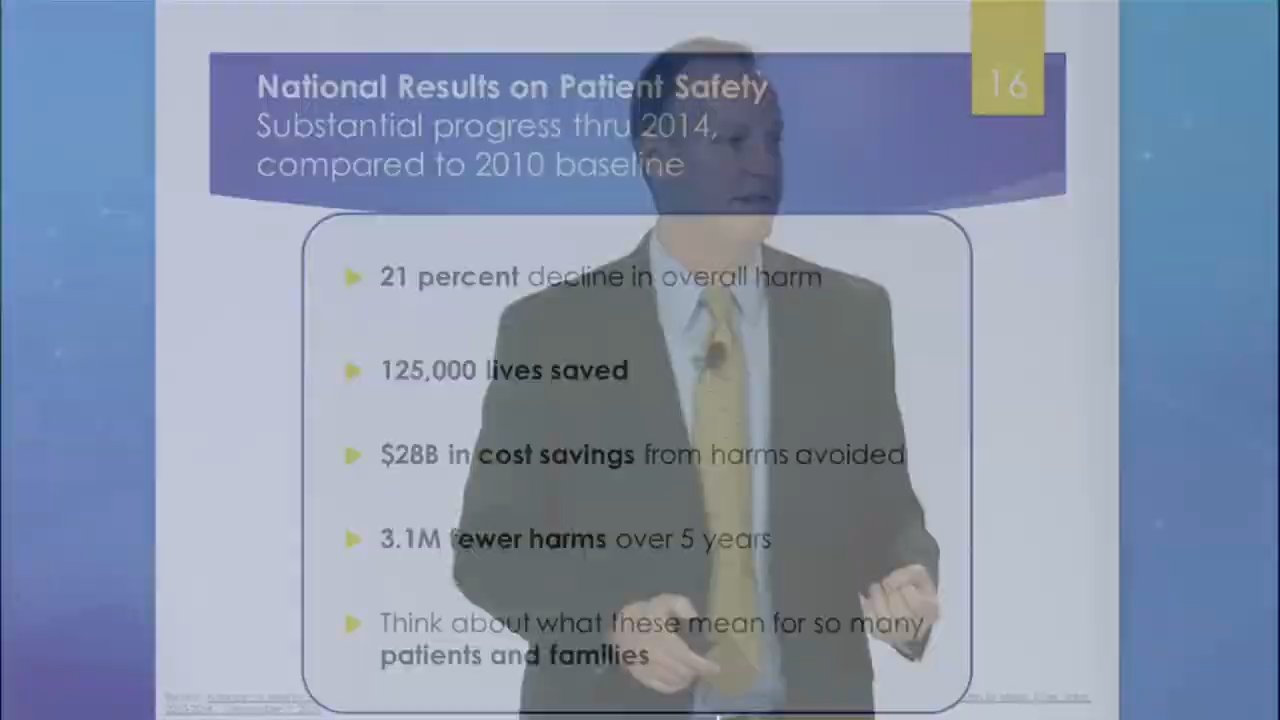 National Results on Patient Safety
16
Substantial progress thru 2014,
compared to 2010 baseline
21 percent decline in overall harm
125,000 lives saved
$28B in cost savings from harms avoided
3.1M fewer harms over 5 years
Think about what these mean for so many
patients and families